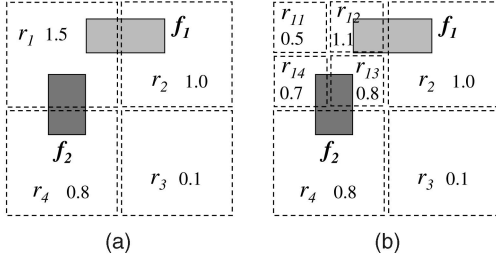 r1 1.5
f1
r2 1.0
f2
r4 0.8
r3 0.1
(a)
r11 0.5
r12 1.1
f1
r14 0.7
r13 0.8
r2 1.0
f2
r4 0.8
r3 0.1
(b)